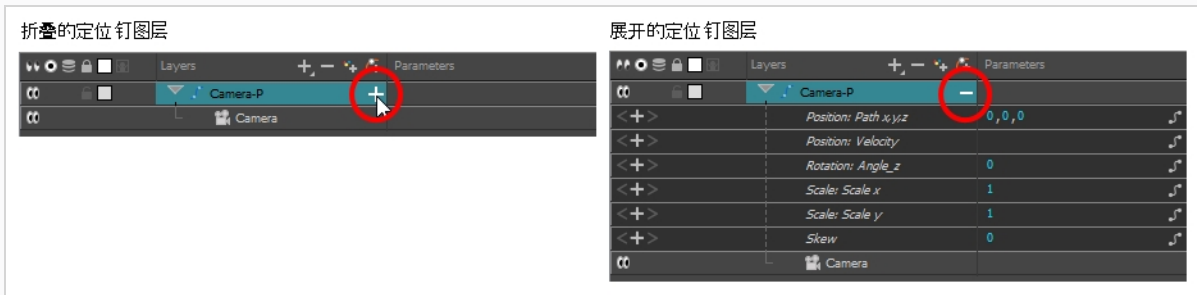 折叠的定位钉图层
Layers Parameters
Camera-P
Camera
展开的定位钉图层
Layers Parameters
Camera-P
Position: Path x,y,z 0,0,0
Position: Velocity
Rotation: Angle_z 0
Scale: Scale x 1
Scale: Scale y 1
Skew 0
Camera